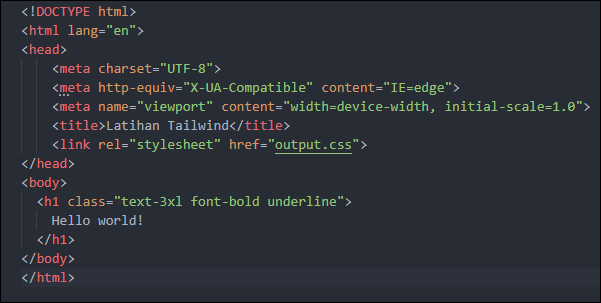 <!DOCTYPE html>
<html lang="en">
<head>
    <meta charset="UTF-8">
    <meta http-equiv="X-UA-Compatible" content="IE=edge">
    <meta name="viewport" content="width=device-width, initial-scale=1.0">
    <title>Latihan Tailwind</title>
    <link rel="stylesheet" href="output.css">
</head>
<body>
  <h1 class="text-3xl font-bold underline">
    Hello world!
  </h1>
</body>
</html>